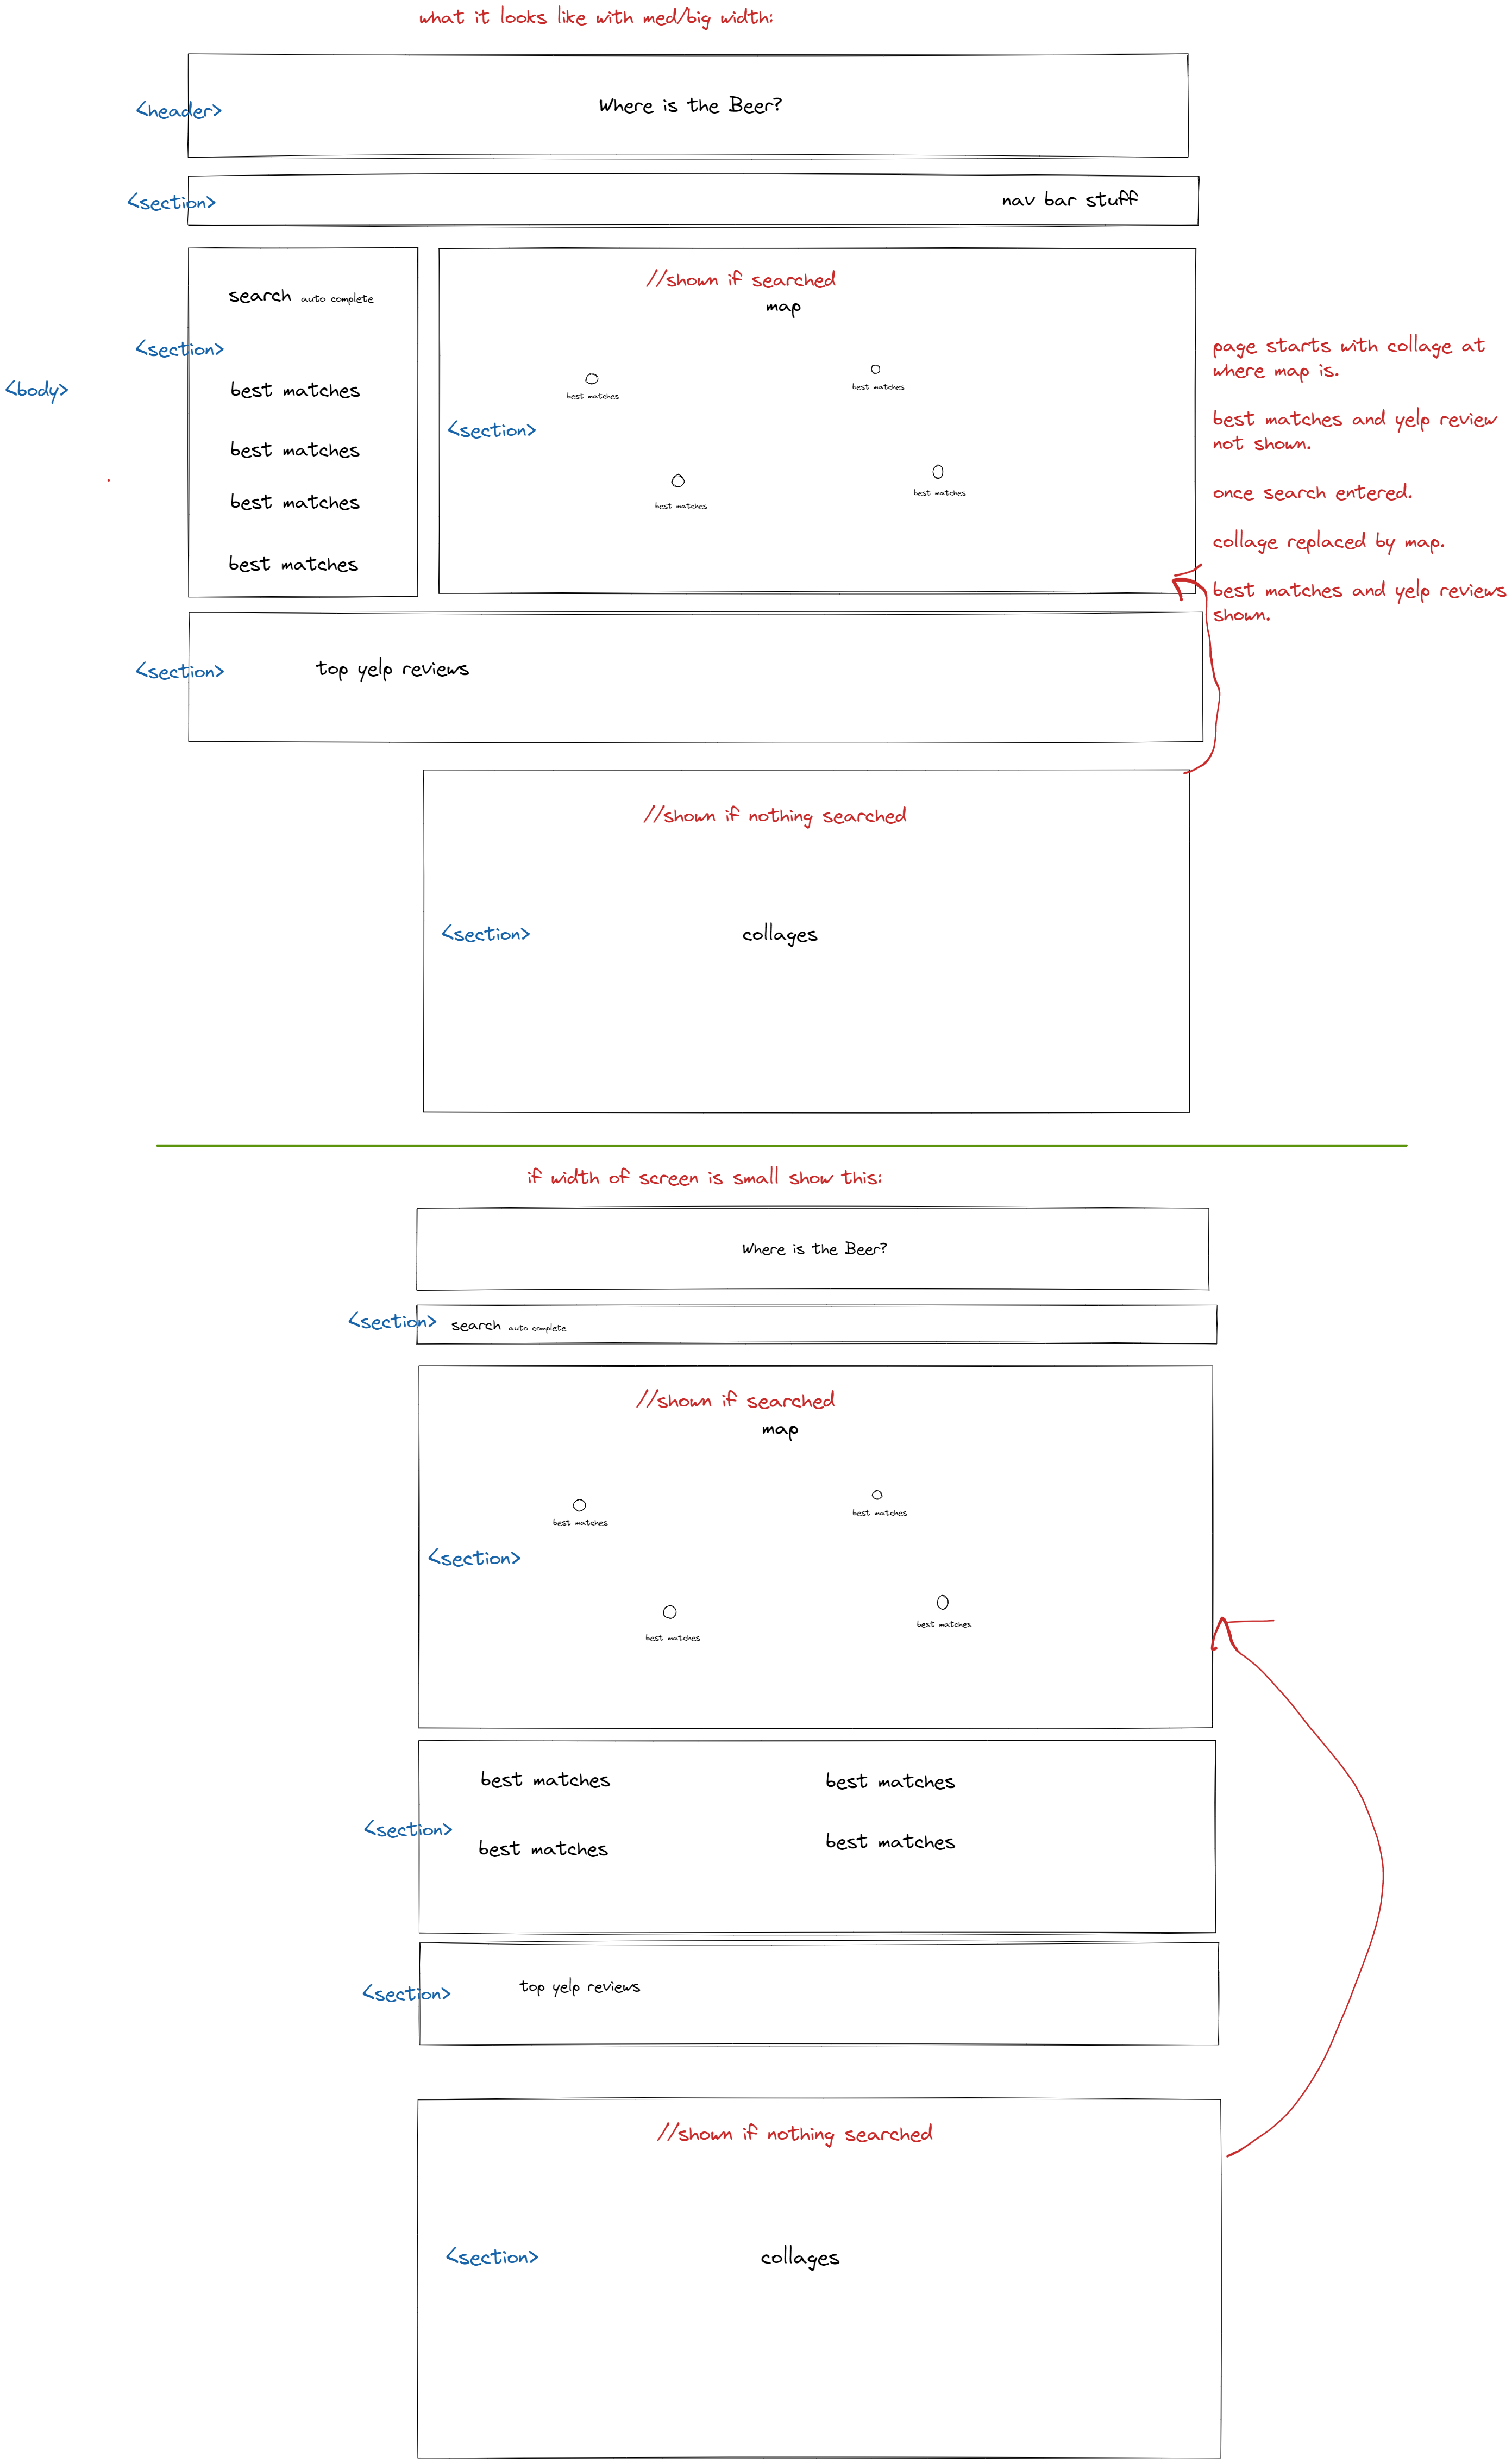 what it looks like with med/big width:
<header>
Where is the Beer?
<section>
nav bar stuff
<body>
<section>
search auto complete
best matches
best matches
best matches
best matches
//shown if searched
map
best matches
best matches
<section>
best matches
best matches
page starts with collage at
where map is.
best matches and yelp review
not shown.
once search entered.
collage replaced by map.
best matches and yelp reviews
shown.
<section>
top yelp reviews
//shown if nothing searched
<section>
collages
if width of screen is small show this:
Where is the Beer?
<section>
search auto complete
//shown if searched
map
best matches
best matches
<section>
best matches
best matches
best matches
best matches
<section>
best matches
best matches
<section>
top yelp reviews
//shown if nothing searched
<section>
collages